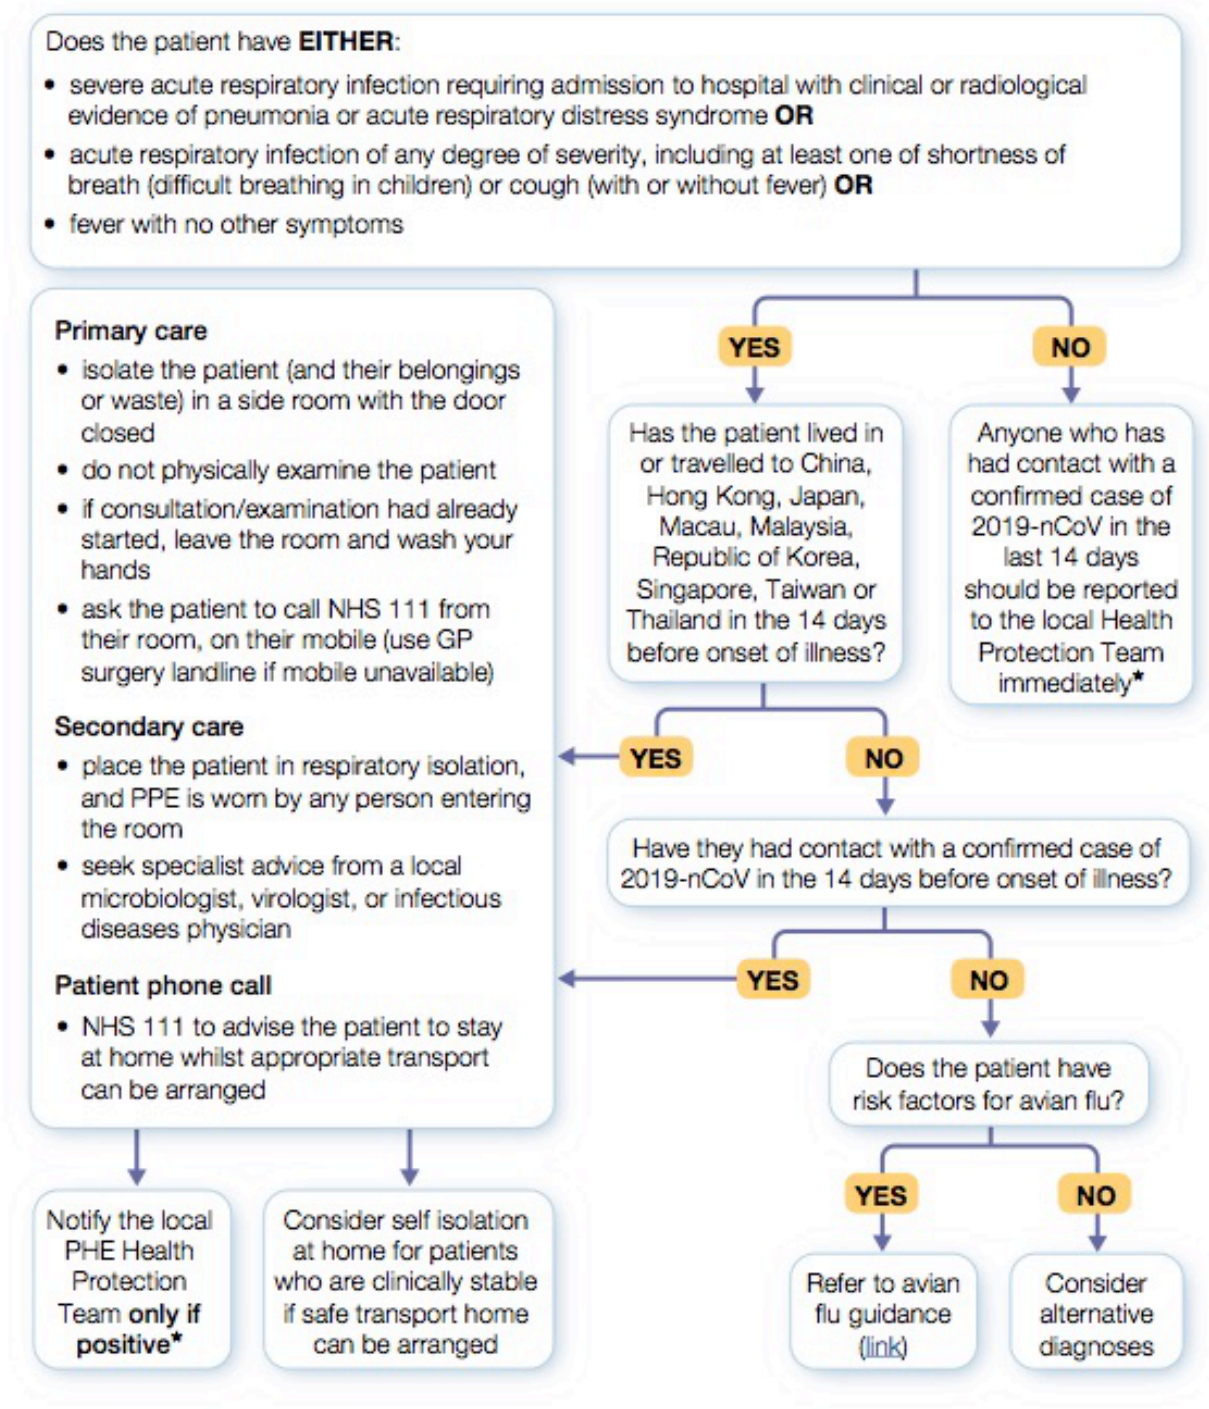 Does the patient have EITHER:
• severe acute respiratory infection requiring admission to hospital with clinical or radiological
evidence of pneumonia or acute respiratory distress syndrome OR
• acute respiratory infection of any degree of severity, including at least one of shortness of
breath (difficult breathing in children) or cough (with or without fever) OR
• fever with no other symptoms
YES
NO
Has the patient lived in
or travelled to China,
Hong Kong, Japan,
Macau, Malaysia,
Republic of Korea,
Singapore, Taiwan or
Thailand in the 14 days
before onset of illness?
Anyone who has
had contact with a
confirmed case of
2019-nCoV in the
last 14 days
should be reported
to the local Health
Protection Team
immediately*
YES
NO
Have they had contact with a confirmed case of
2019-nCoV in the 14 days before onset of illness?
YES
NO
Does the patient have
risk factors for avian flu?
YES
NO
Refer to avian
flu guidance
(link)
Consider
alternative
diagnoses
Primary care
• isolate the patient (and their belongings
or waste) in a side room with the door
closed
• do not physically examine the patient
• if consultation/examination had already
started, leave the room and wash your
hands
• ask the patient to call NHS 111 from
their room, on their mobile (use GP
surgery landline if mobile unavailable)
Secondary care
• place the patient in respiratory isolation,
and PPE is worn by any person entering
the room
• seek specialist advice from a local
microbiologist, virologist, or infectious
diseases physician
Patient phone call
• NHS 111 to advise the patient to stay
at home whilst appropriate transport
can be arranged
Notify the local
PHE Health
Protection
Team only if
positive*
Consider self isolation
at home for patients
who are clinically stable
if safe transport home
can be arranged